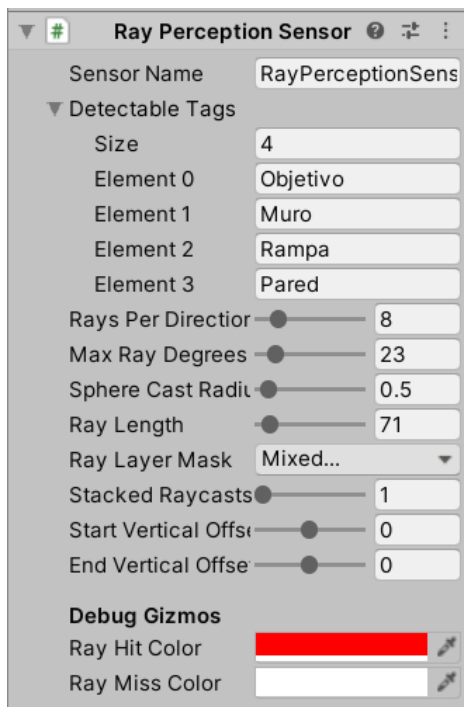 # Ray Perception Sensor
Sensor Name RayPerceptionSens
Detectable Tags
Size 4
Element 0 Objetivo
Element 1 Muro
Element 2 Rampa
Element 3 Pared
Rays Per Direction 8
Max Ray Degrees 23
Sphere Cast Radiu 0.5
Ray Length 71
Ray Layer Mask Mixed...
Stacked Raycasts 1
Start Vertical Offse 0
End Vertical Offset 0
Debug Gizmos
Ray Hit Color
Ray Miss Color